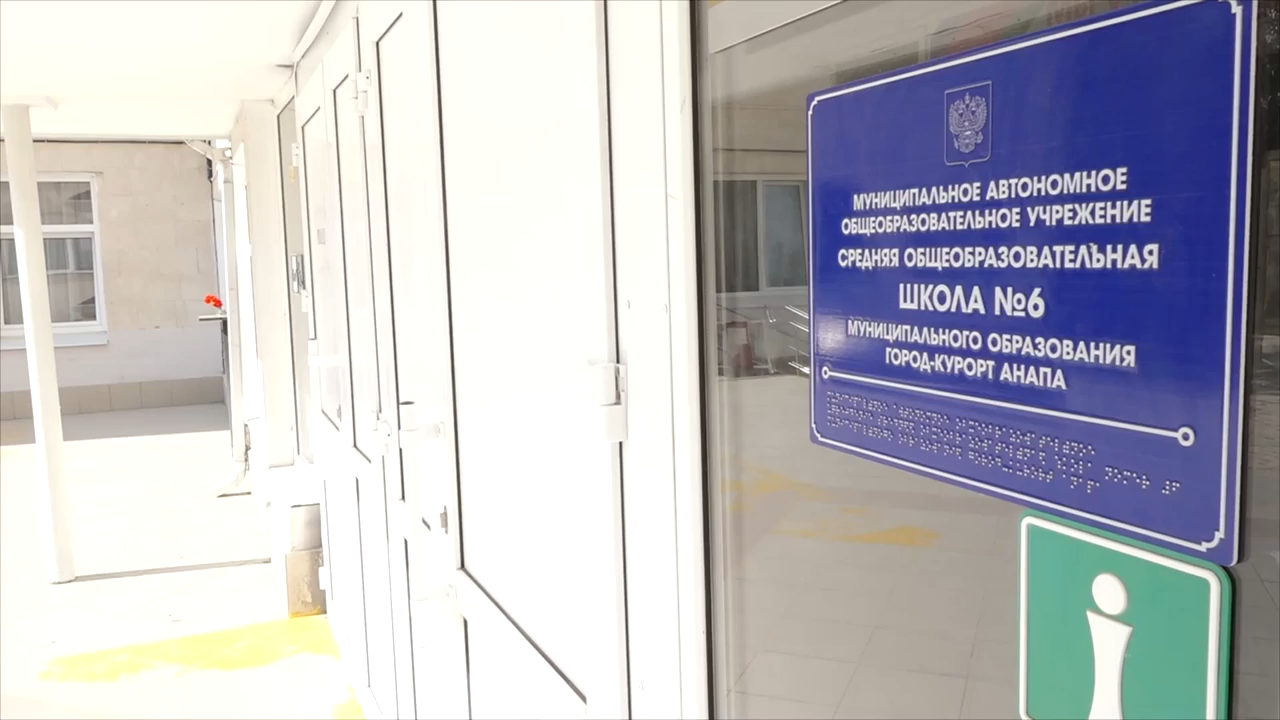 МУНИЦИПАЛЬНОЕ АВТОНОМНОЕ
ОБЩЕОБРАЗОВАТЕЛЬНОЕ УЧРЕЖЕНИЕ
СРЕДНЯЯ ОБЩЕОБРАЗОВАТЕЛЬНАЯ
ШКОЛА №6
МУНИЦИПАЛЬНОГО ОБРАЗОВАНИЯ
ГОРОД-КУРОРТ АНАПА